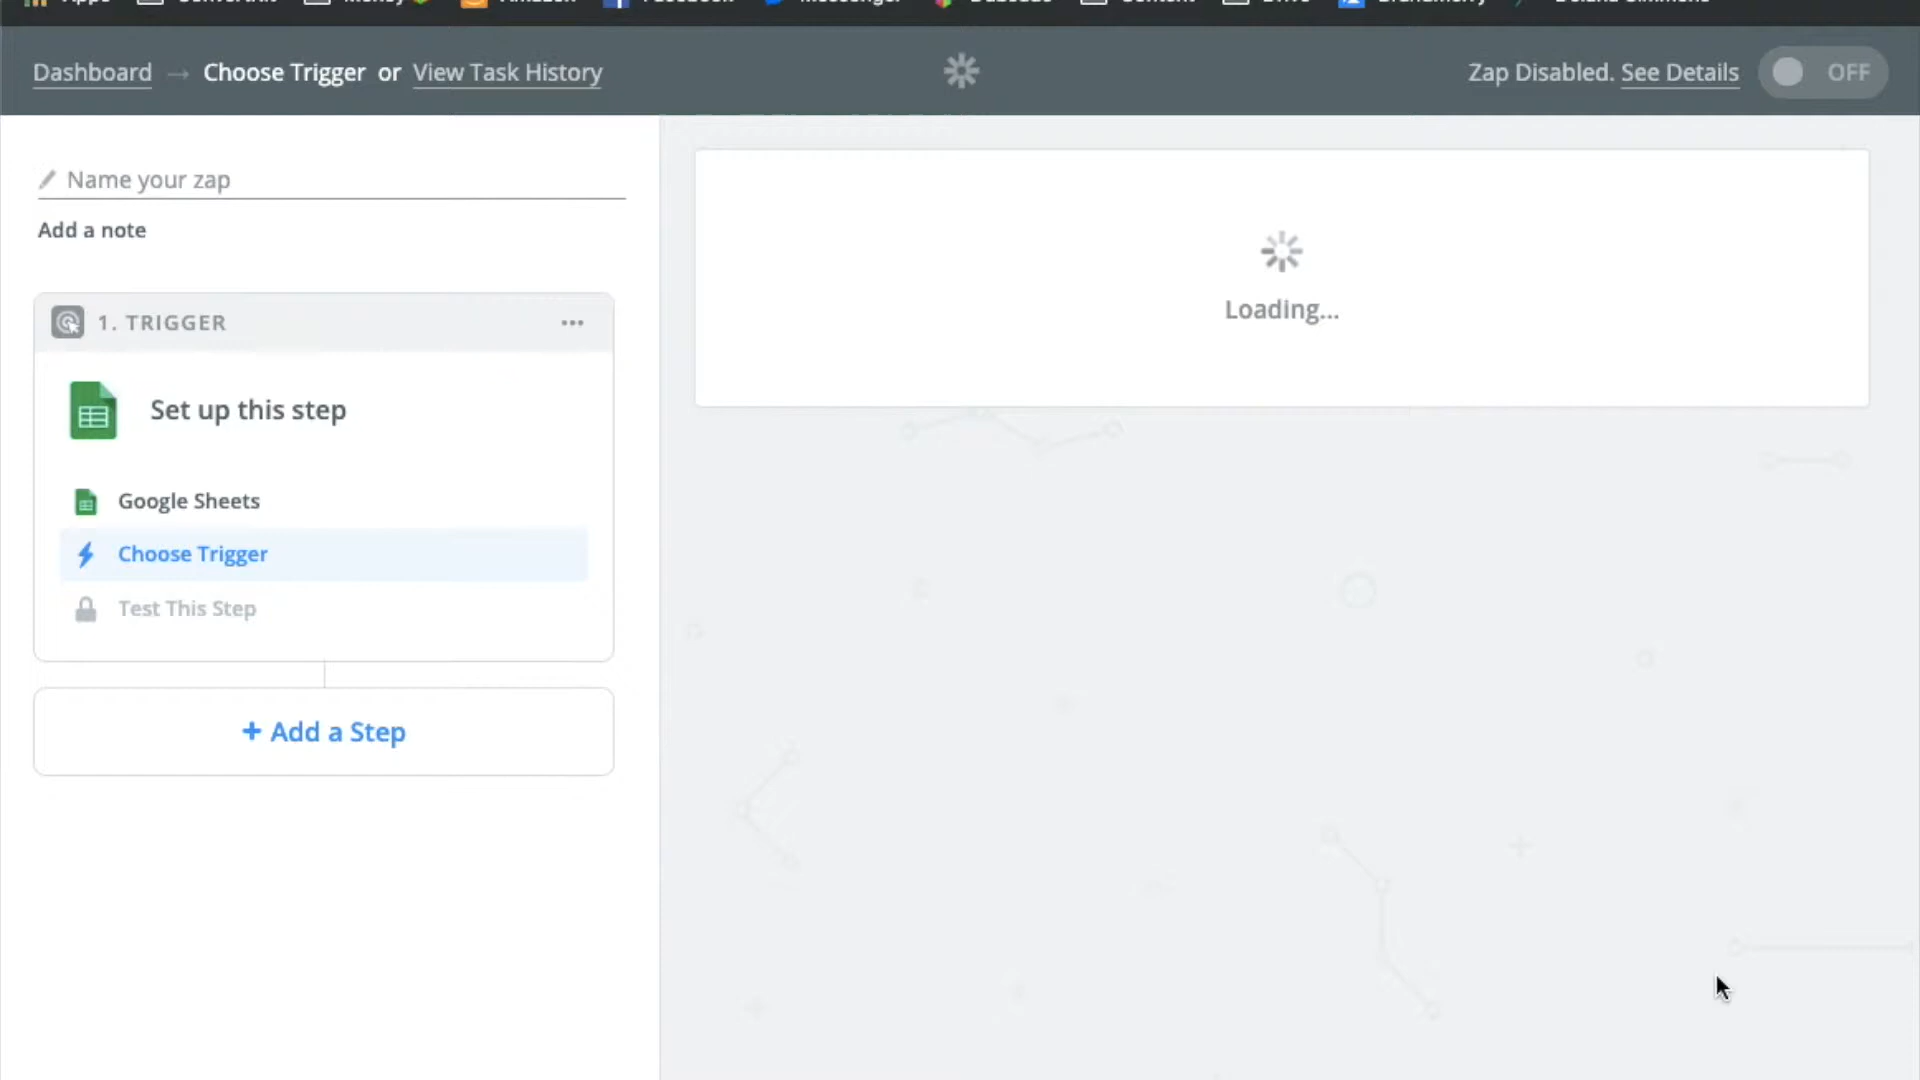 Dashboard → Choose Trigger or View Task History
Zap Disabled. See Details OFF
Name your zap
Add a note
1. TRIGGER
Set up this step
Google Sheets
Choose Trigger
Test This Step
+ Add a Step
Loading...